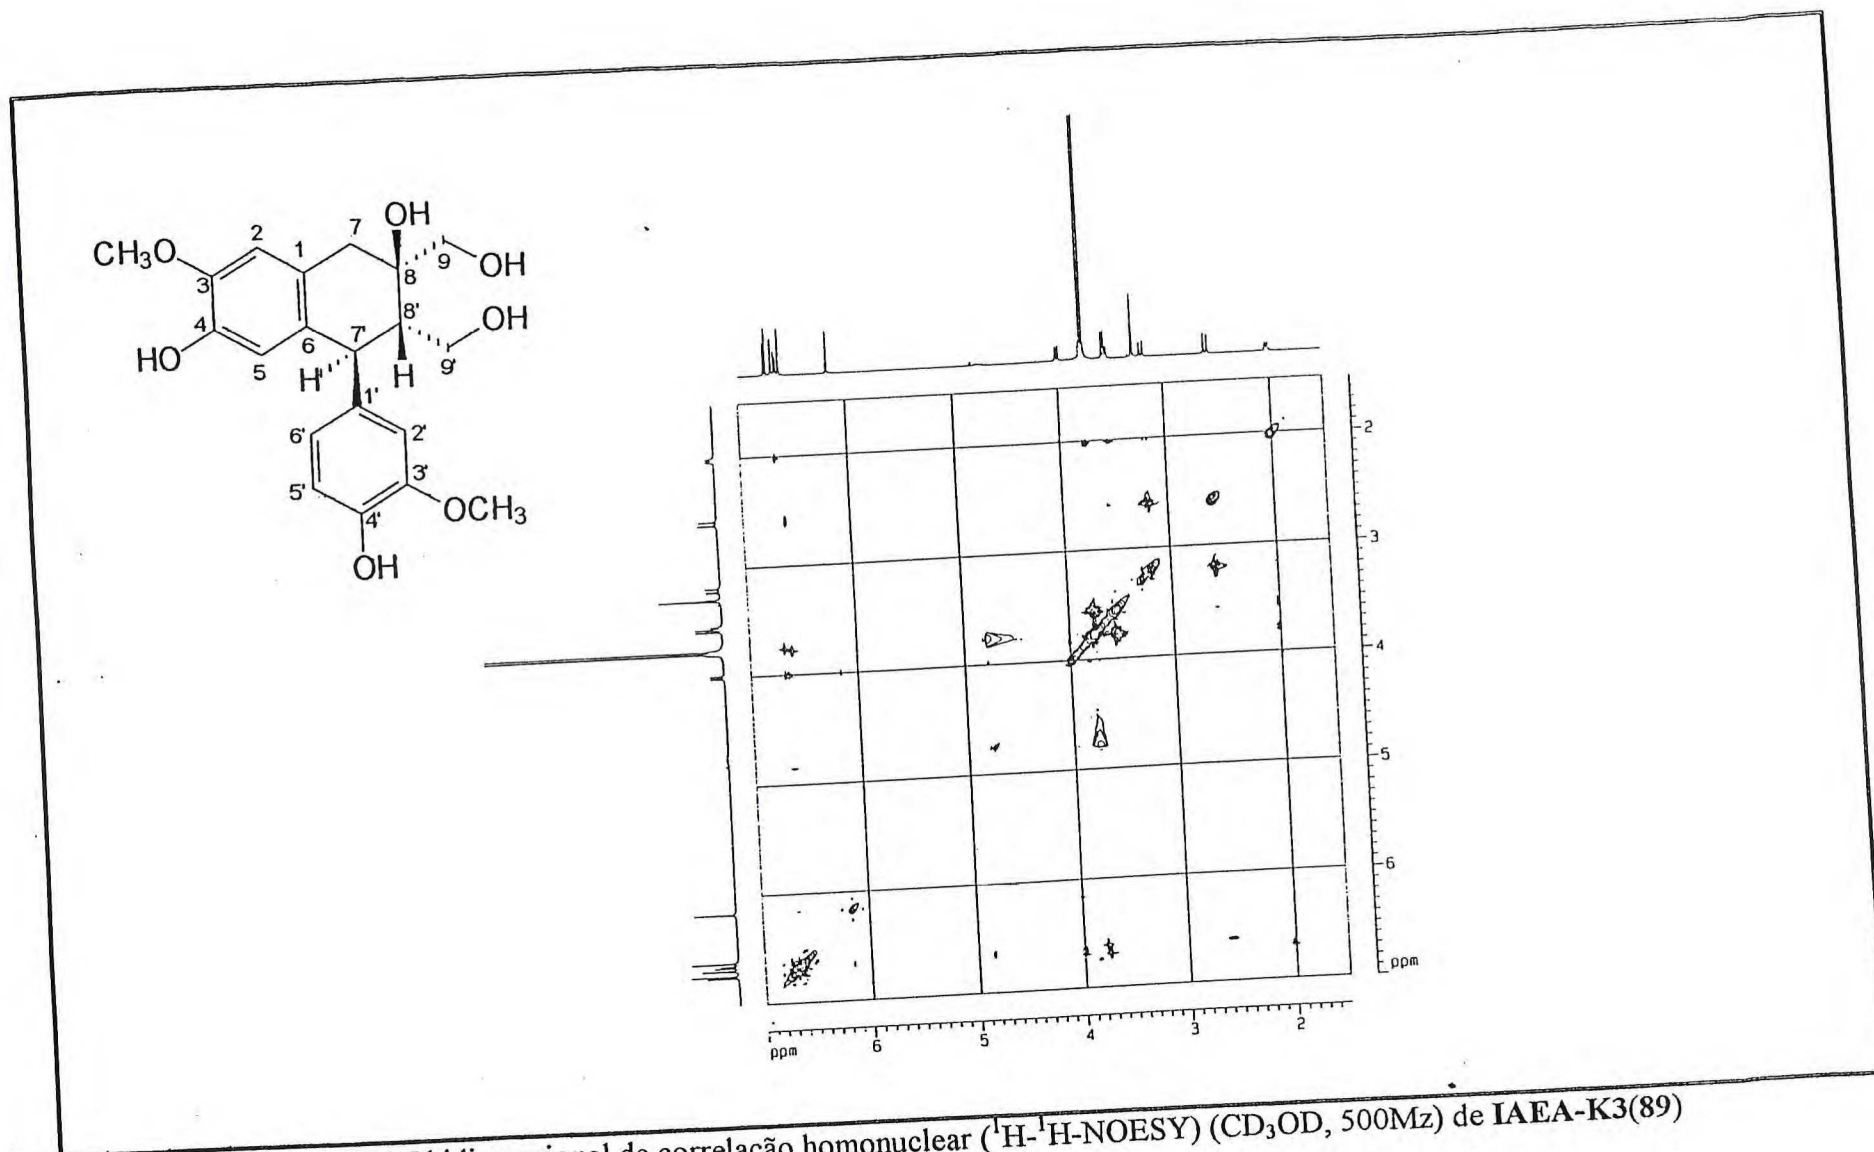 OH
7
2
1
9
OH
CH3O
3
8
8'
OH
4
7'
9'
HO
6
5
H
H
1'
6'
2'
3'
5'
OCH3
4'
OH
2
3
4
5
6
ppm
ppm
6
5
4
3
2
correlação homonuclear (¹H-¹H-NOESY) (CD₃OD, 500Mz) de IAEA-K3(89)